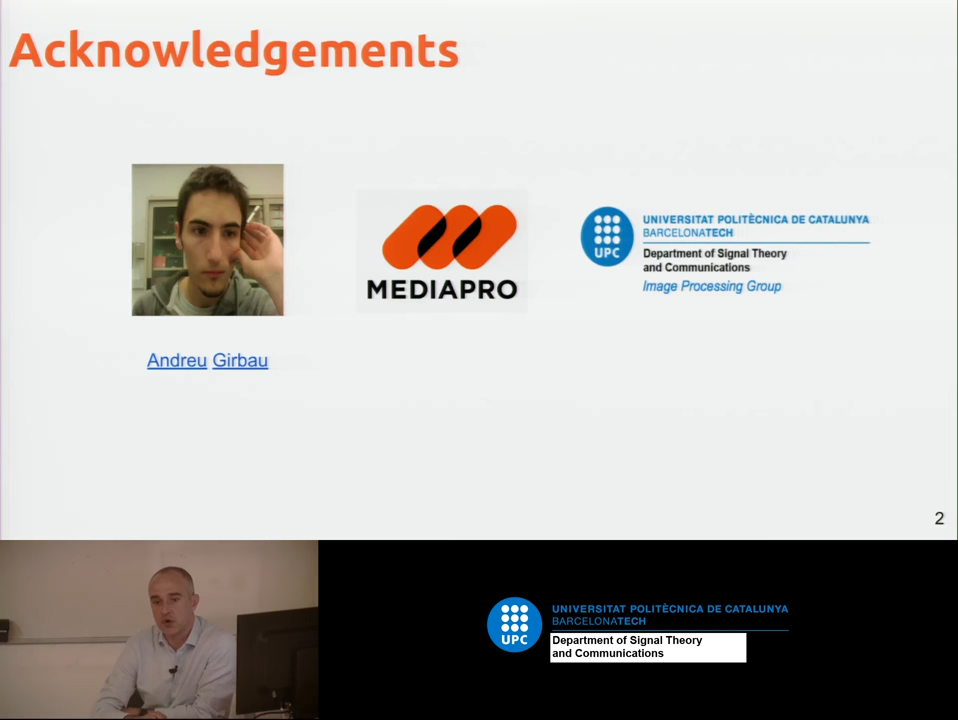 Acknowledgements
MEDIAPRO
UPC
UNIVERSITAT POLITÈCNICA DE CATALUNYA
BARCELONATECH
Department of Signal Theory
and Communications
Image Processing Group
Andreu Girbau
2
UPC
UNIVERSITAT POLITÈCNICA DE CATALUNYA
BARCELONATECH
Department of Signal Theory
and Communications